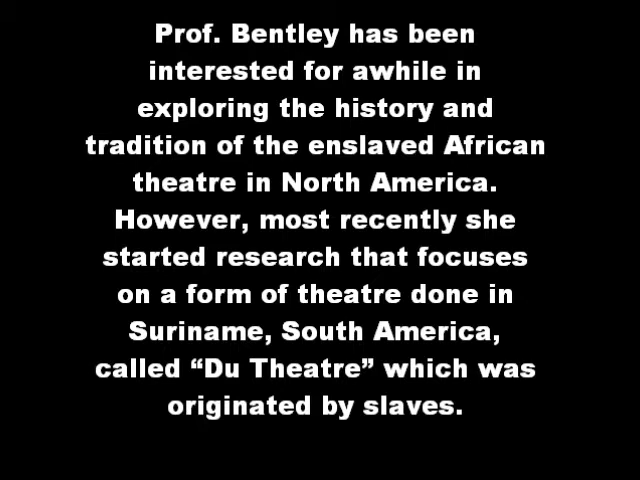 Prof. Bentley has been
interested for awhile in
exploring the history and
tradition of the enslaved African
theatre in North America.
However, most recently she
started research that focuses
on a form of theatre done in
Suriname, South America,
called “Du Theatre” which was
originated by slaves.